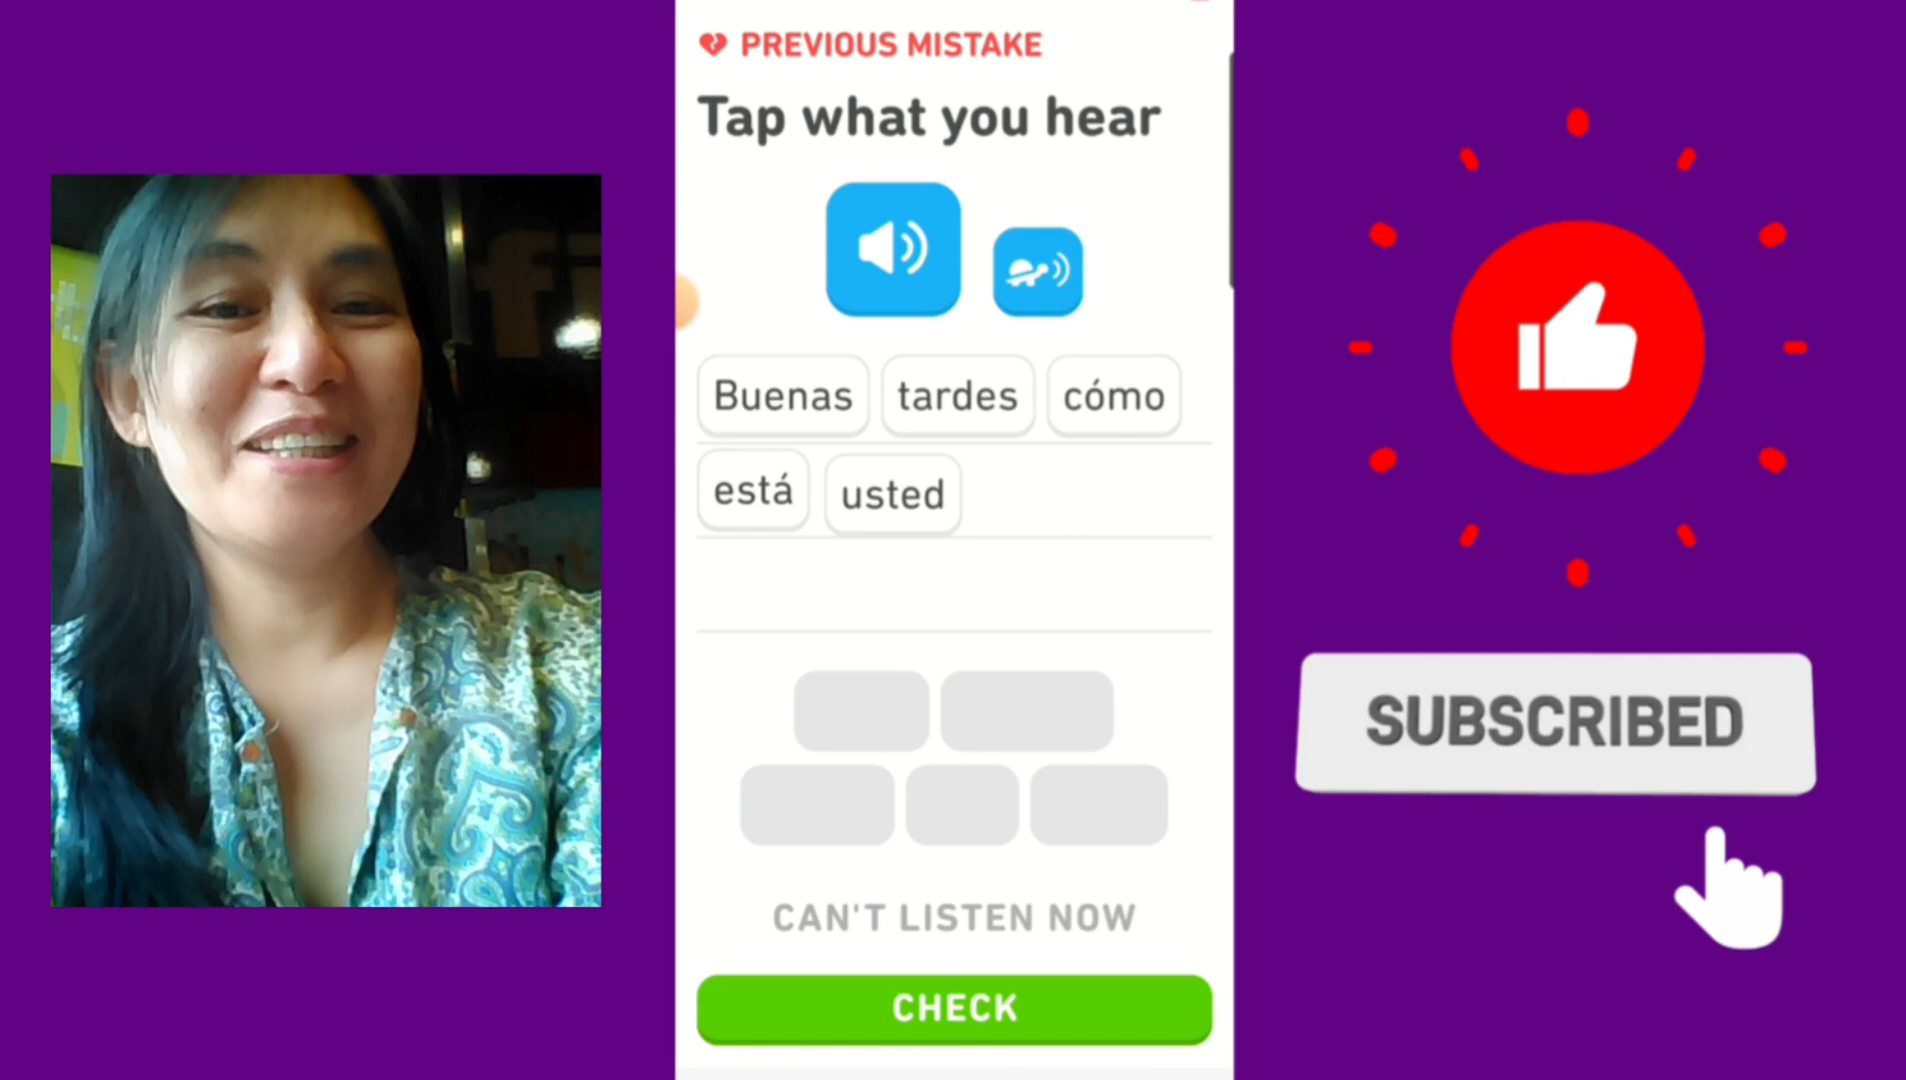 PREVIOUS MISTAKE
Tap what you hear
Buenas tardes cómo
está usted
CAN'T LISTEN NOW
CHECK
SUBSCRIBED